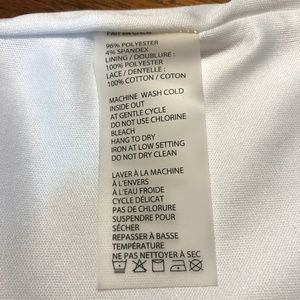 96% POLYESTER
4% SPANDEX
LINING / DOUBLURE :
100% POLYESTER
LACE / DENTELLE :
100% COTTON / COTON
MACHINE WASH COLD
INSIDE OUT
AT GENTLE CYCLE
DO NOT USE CHLORINE
BLEACH
HANG TO DRY
IRON AT LOW SETTING
DO NOT DRY CLEAN
LAVER À LA MACHINE
À L'ENVERS
À L'EAU FROIDE
CYCLE DÉLICAT
PAS DE CHLORURE
SUSPENDRE POUR
SÉCHER
REPASSER À BASSE
TEMPÉRATURE
NE PAS NETTOYER À SEC